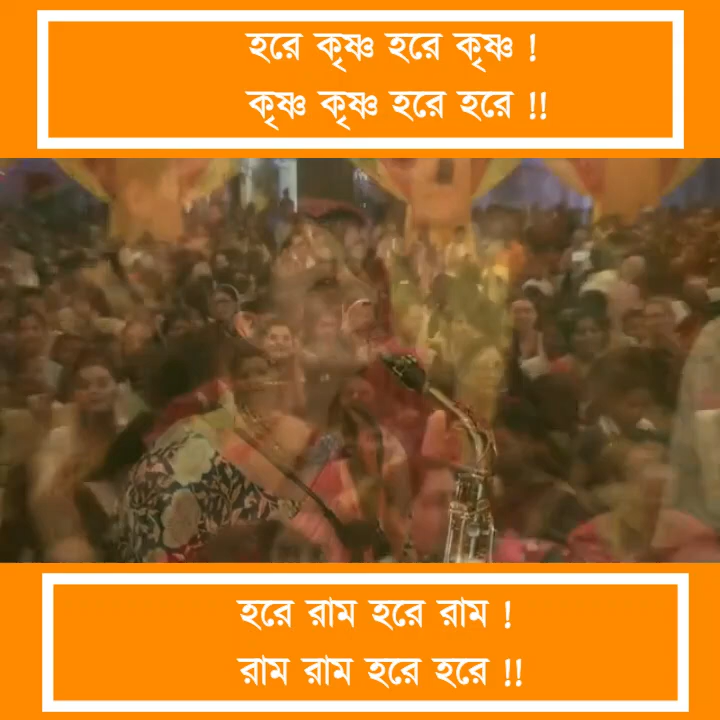 হরে কৃষ্ণ হরে কৃষ্ণ !
কৃষ্ণ কৃষ্ণ হরে হরে !!
হরে রাম হরে রাম !
রাম রাম হরে হরে !!